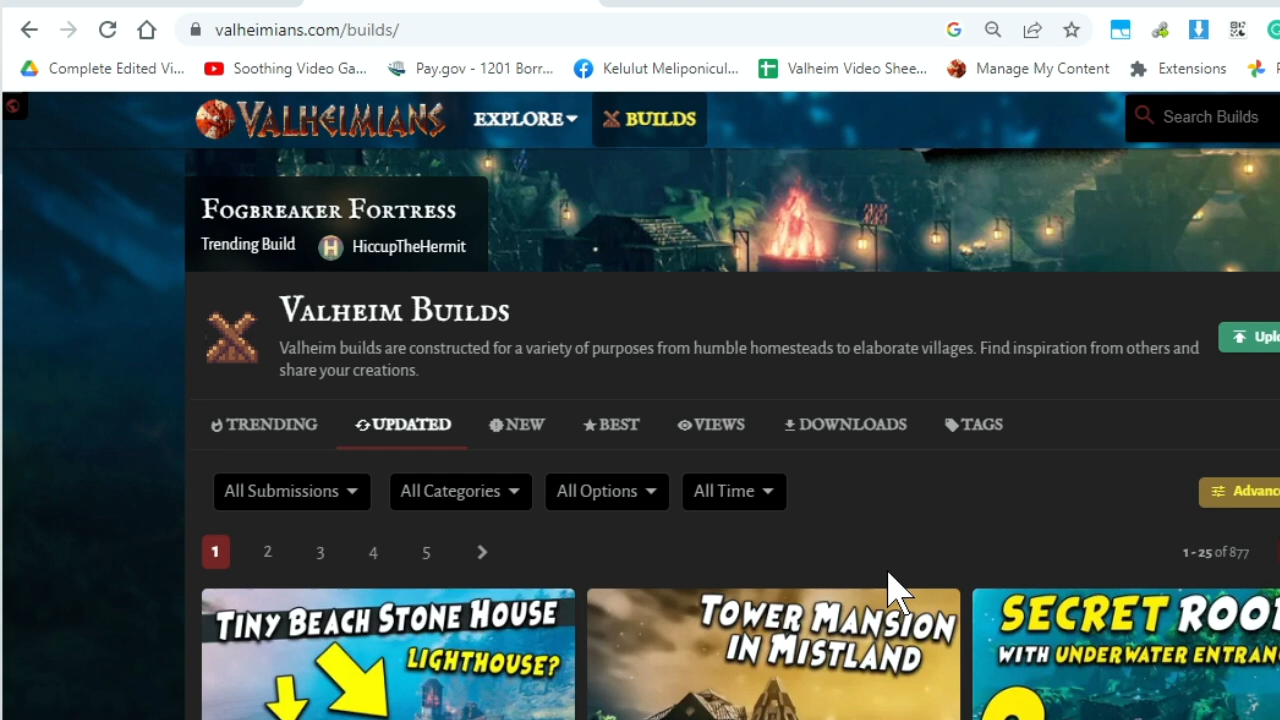 valheimians.com/builds/
Complete Edited Vi... Soothing Video Ga... Pay.gov - 1201 Borr... Kelulut Meliponicul... Valheim Video Shee... Manage My Content Extensions
VALHEIMIANS EXPLORE BUILDS Search Builds
Fogbreaker Fortress
Trending Build H HiccupTheHermit
Valheim Builds
Valheim builds are constructed for a variety of purposes from humble homesteads to elaborate villages. Find inspiration from others and
share your creations.
Uplo
TRENDING UPDATED NEW BEST VIEWS DOWNLOADS TAGS
All Submissions All Categories All Options All Time Advanc
1 2 3 4 5 1 - 25 of 877
TINY BEACH STONE HOUSE
LIGHTHOUSE?
TOWER MANSION
IN MISTLAND
SECRET ROO
WITH UNDERWATER ENTRAN